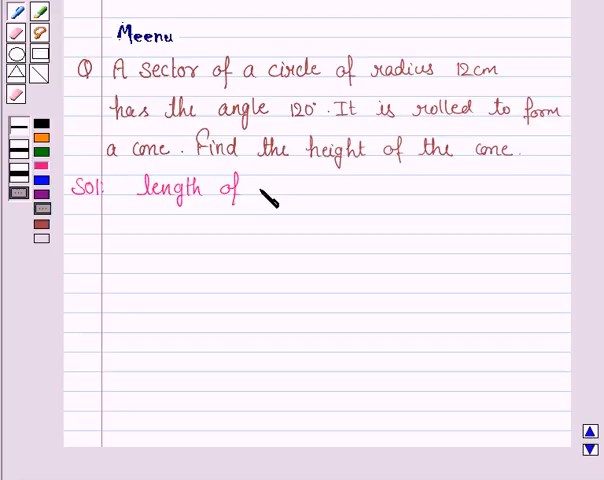 Meenu
Q A sector of a circle of radius 12cm
has the angle 120°. It is rolled to form
a cone. Find the height of the cone.
Sol: length of